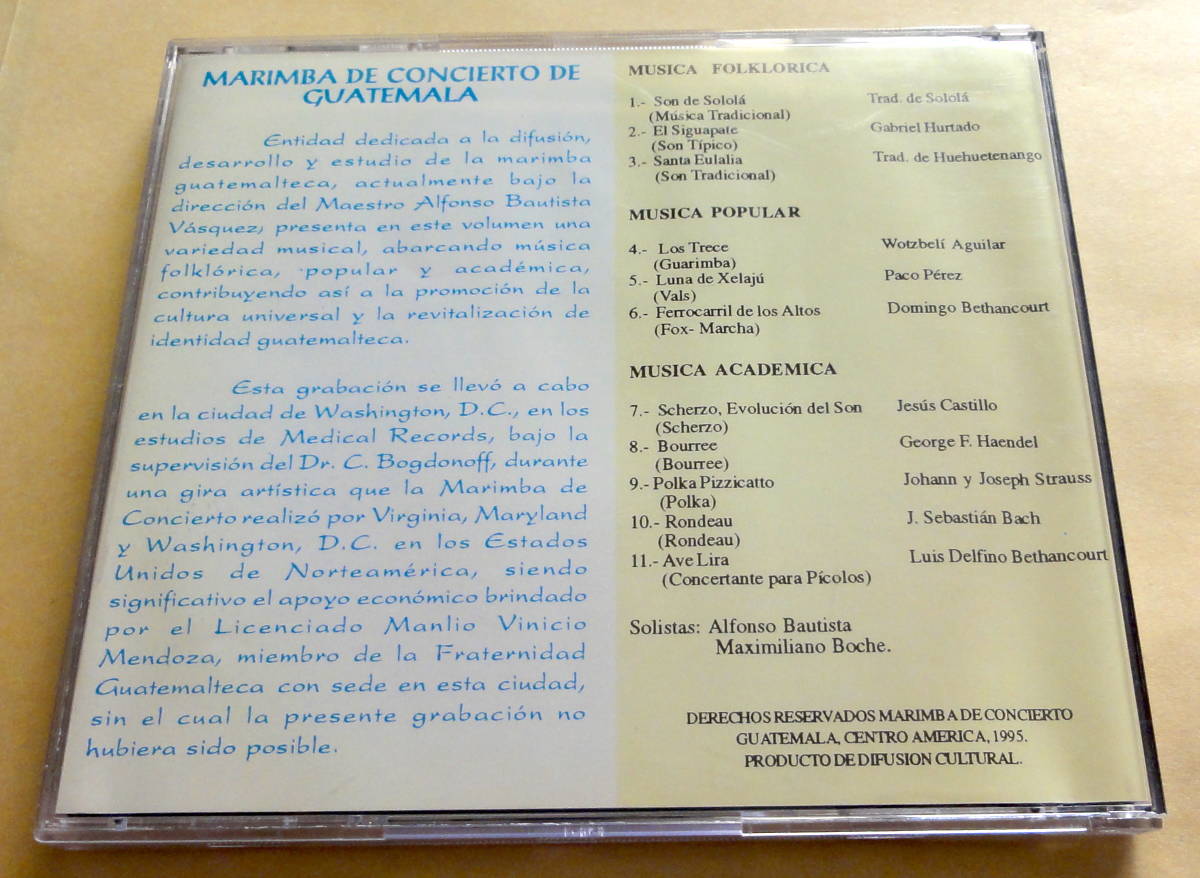 MARIMBA DE CONCIERTO DE
GUATEMALA
Entidad dedicada a la difusión,
desarrollo y estudio de la marimba
guatemalteca, actualmente bajo la
dirección del Maestro Alfonso Bautista
Vásquez, presenta en este volumen una
variedad musical, abarcando música
folklórica, popular y académica,
contribuyendo así a la promoción de la
cultura universal y la revitalización de
identidad guatemalteca.
Esta grabación se llevó a cabo
en la ciudad de Washington, D.C., en los
estudios de Medical Records, bajo la
supervisión del Dr. C. Bogdonoff, durante
una gira artística que la Marimba de
Concierto realizó por Virginia, Maryland
y Washington, D.C. en los Estados
Unidos de Norteamérica, siendo
significativo el apoyo económico brindado
por el Licenciado Manlio Vinicio
Mendoza, miembro de la Fraternidad
Guatemalteca con sede en esta ciudad,
sin el cual la presente grabación no
hubiera sido posible.
MUSICA FOLKLORICA
1.- Son de Sololá Trad. de Sololá
(Música Tradicional)
2.- El Siguapate Gabriel Hurtado
(Son Típico)
3.- Santa Eulalia Trad. de Huehuetenango
(Son Tradicional)
MUSICA POPULAR
4.- Los Trece Wotzbelí Aguilar
(Guarimba)
5.- Luna de Xelajú Paco Pérez
(Vals)
6.- Ferrocarril de los Altos Domingo Bethancourt
(Fox- Marcha)
MUSICA ACADEMICA
7.- Scherzo, Evolución del Son Jesús Castillo
(Scherzo)
8.- Bourree George F. Haendel
(Bourree)
9.- Polka Pizzicatto Johann y Joseph Strauss
(Polka)
10.- Rondeau J. Sebastián Bach
(Rondeau)
11.- Ave Lira Luis Delfino Bethancourt
(Concertante para Pícolos)
Solistas: Alfonso Bautista
Maximiliano Boche.
DERECHOS RESERVADOS MARIMBA DE CONCIERTO
GUATEMALA, CENTRO AMERICA, 1995.
PRODUCTO DE DIFUSION CULTURAL.